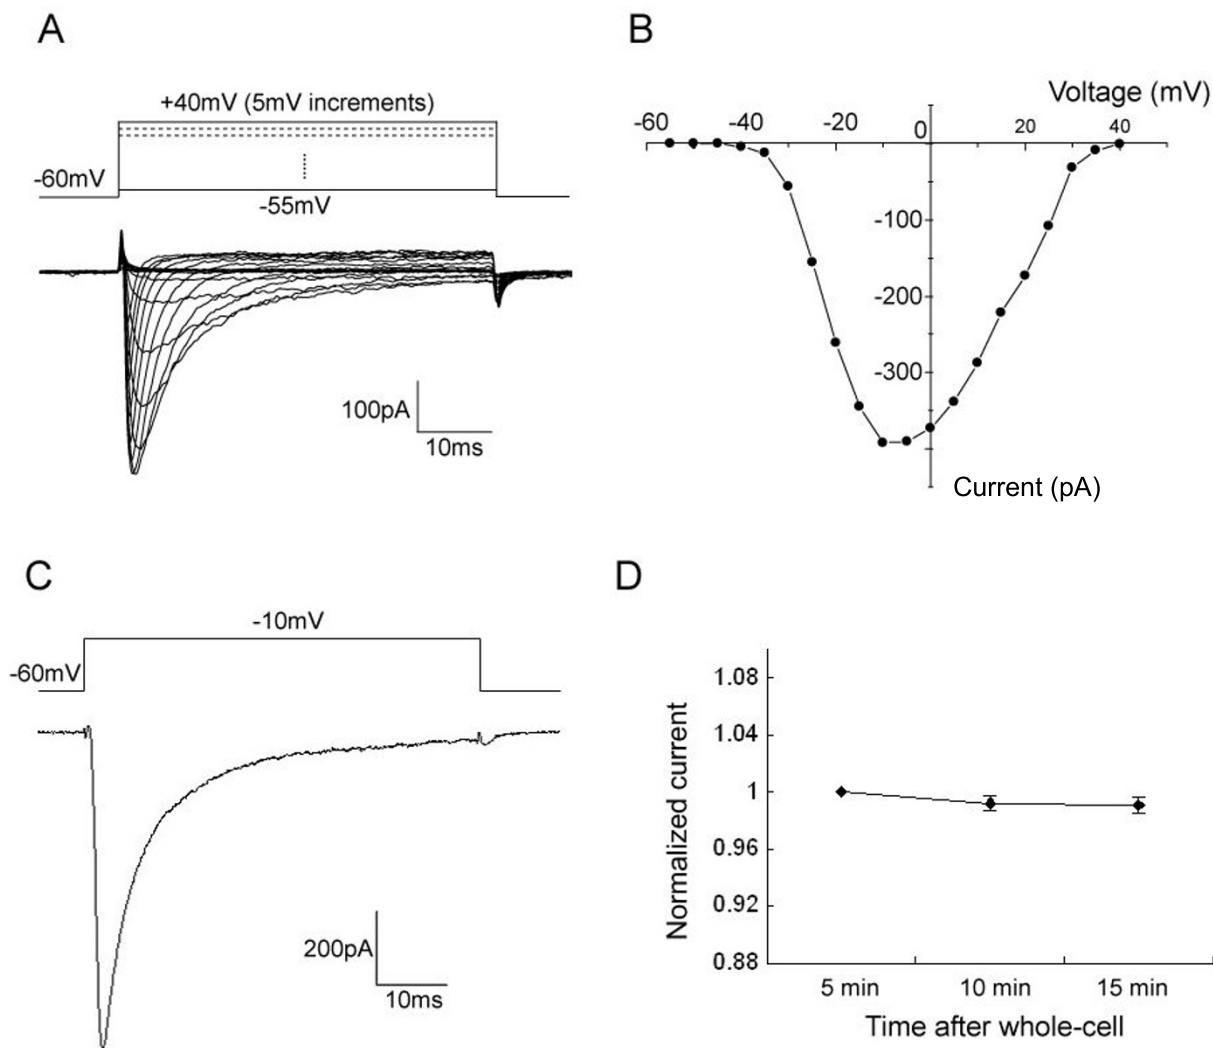 A
+40mV (5mV increments)
-60mV
-55mV
100pA
10ms
B
Voltage (mV)
-60
-40
-20
0
20
40
-100
-200
-300
Current (pA)
C
-10mV
-60mV
200pA
10ms
D
Normalized current
1.08
1.04
1
0.96
0.92
0.88
5 min
10 min
15 min
Time after whole-cell